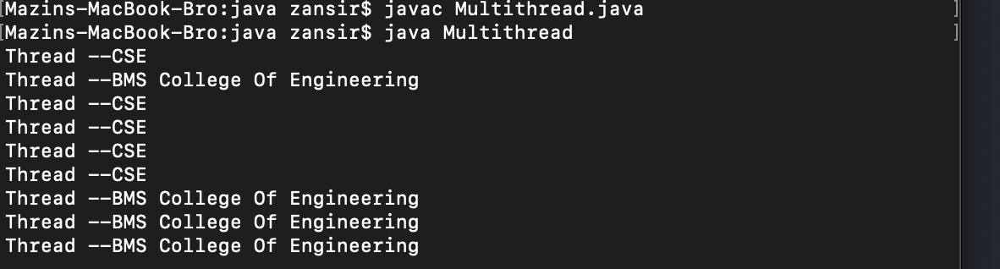 [Mazins-MacBook-Bro:java zansir$ javac Multithread.java ]
[Mazins-MacBook-Bro:java zansir$ java Multithread ]
Thread --CSE
Thread --BMS College Of Engineering
Thread --CSE
Thread --CSE
Thread --CSE
Thread --CSE
Thread --BMS College Of Engineering
Thread --BMS College Of Engineering
Thread --BMS College Of Engineering